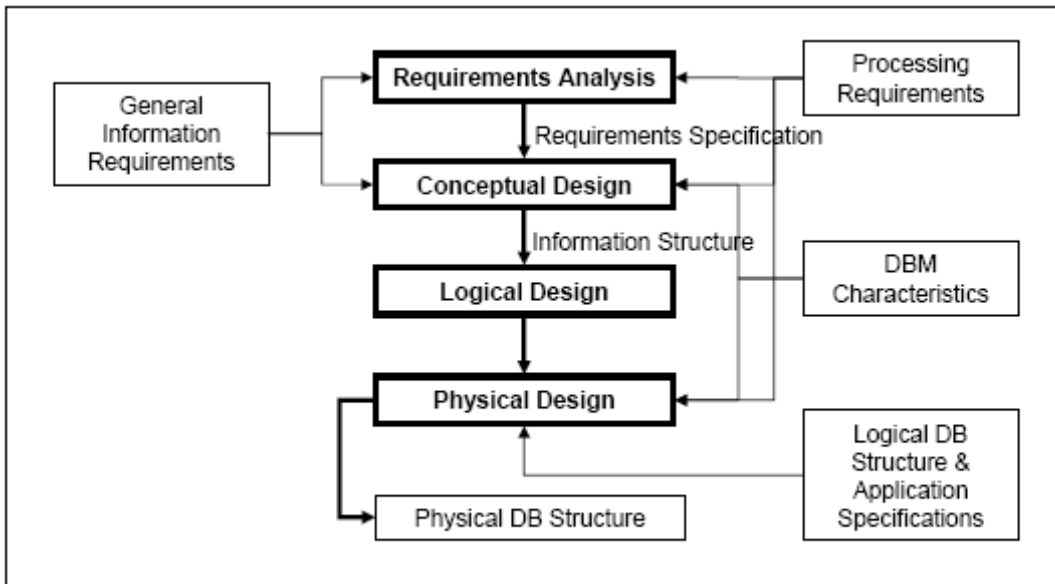 Requirements Analysis
Processing
Requirements
General
Information
Requirements
Requirements Specification
Conceptual Design
Information Structure
DBM
Characteristics
Logical Design
Physical Design
Logical DB
Structure &
Application
Specifications
Physical DB Structure